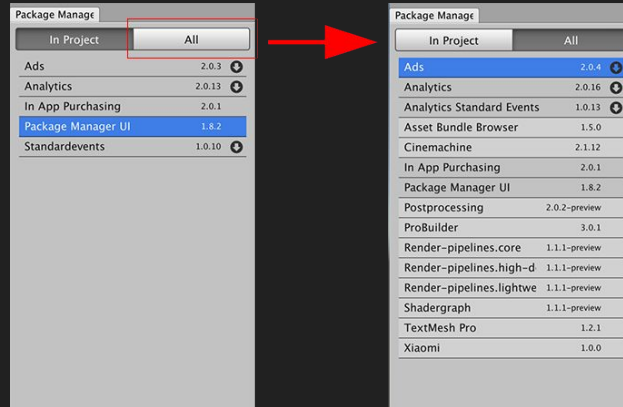 Package Manage
In Project All
Ads 2.0.3
Analytics 2.0.13
In App Purchasing 2.0.1
Package Manager UI 1.8.2
Standardevents 1.0.10
Package Manage
In Project All
Ads 2.0.4
Analytics 2.0.16
Analytics Standard Events 1.0.13
Asset Bundle Browser 1.5.0
Cinemachine 2.1.12
In App Purchasing 2.0.1
Package Manager UI 1.8.2
Postprocessing 2.0.2-preview
ProBuilder 3.0.1
Render-pipelines.core 1.1.1-preview
Render-pipelines.high-d 1.1.1-preview
Render-pipelines.lightwe 1.1.1-preview
Shadergraph 1.1.1-preview
TextMesh Pro 1.2.1
Xiaomi 1.0.0